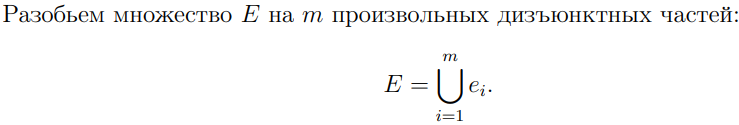 Разобьем множество E на m произвольных дизъюнктных частей:
E = ⋃_{i=1}^{m} e_i.